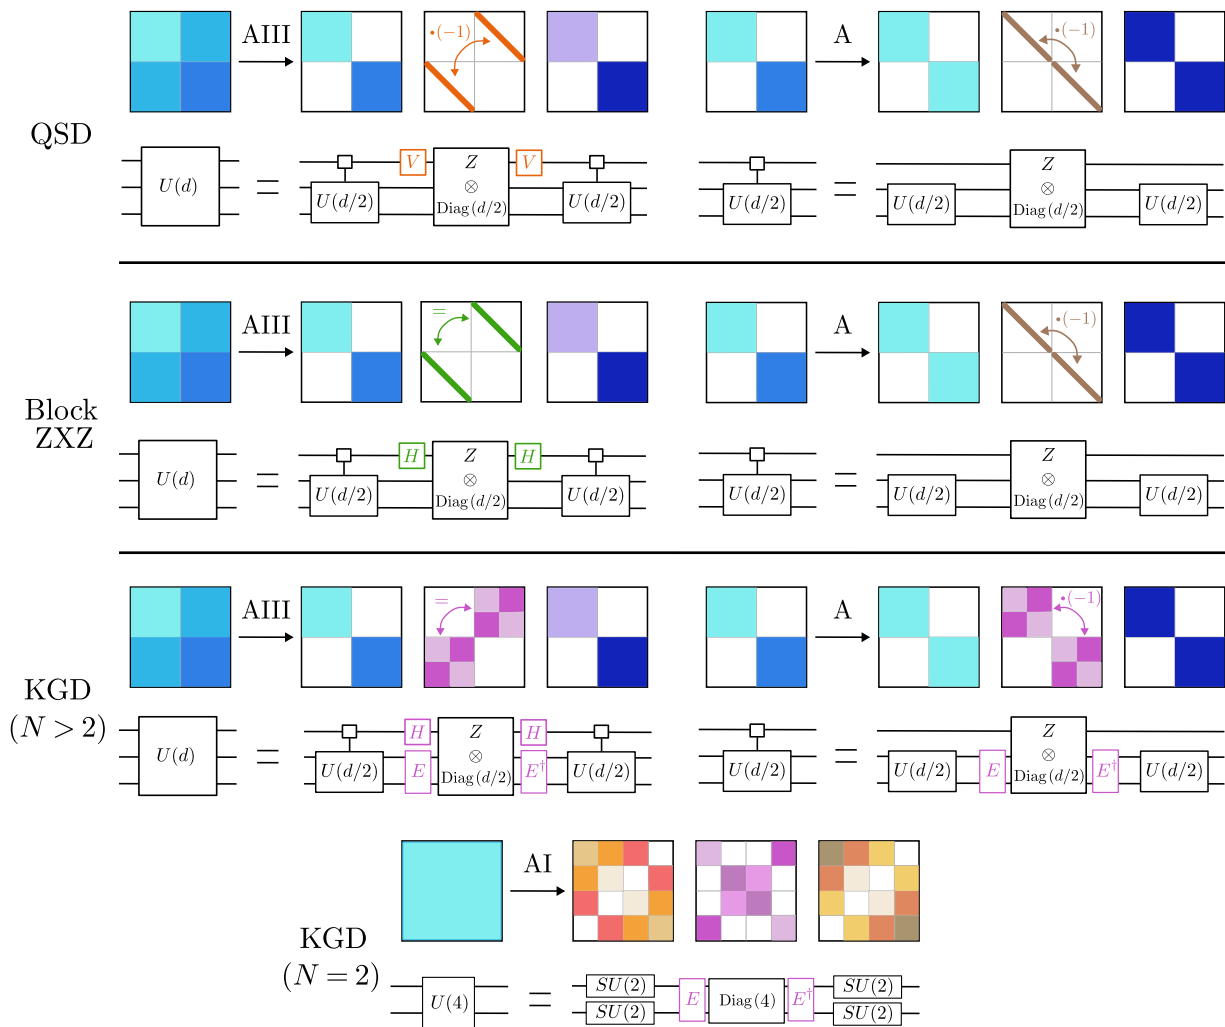 AIII •(−1) A •(−1)
QSD
U(d) = V Z V Z
⊗ ⊗
U(d/2) Diag(d/2) U(d/2) U(d/2) = U(d/2) Diag(d/2) U(d/2)
AIII = A •(−1)
Block
ZXZ
U(d) = H Z H Z
⊗ ⊗
U(d/2) Diag(d/2) U(d/2) U(d/2) = U(d/2) Diag(d/2) U(d/2)
AIII = A •(−1)
KGD
(N > 2)
U(d) = H Z H Z
⊗ ⊗
U(d/2) E Diag(d/2) E† U(d/2) U(d/2) = U(d/2) E Diag(d/2) E† U(d/2)
AI
KGD
(N = 2)
SU(2) SU(2)
U(4) = E Diag(4) E†
SU(2) SU(2)